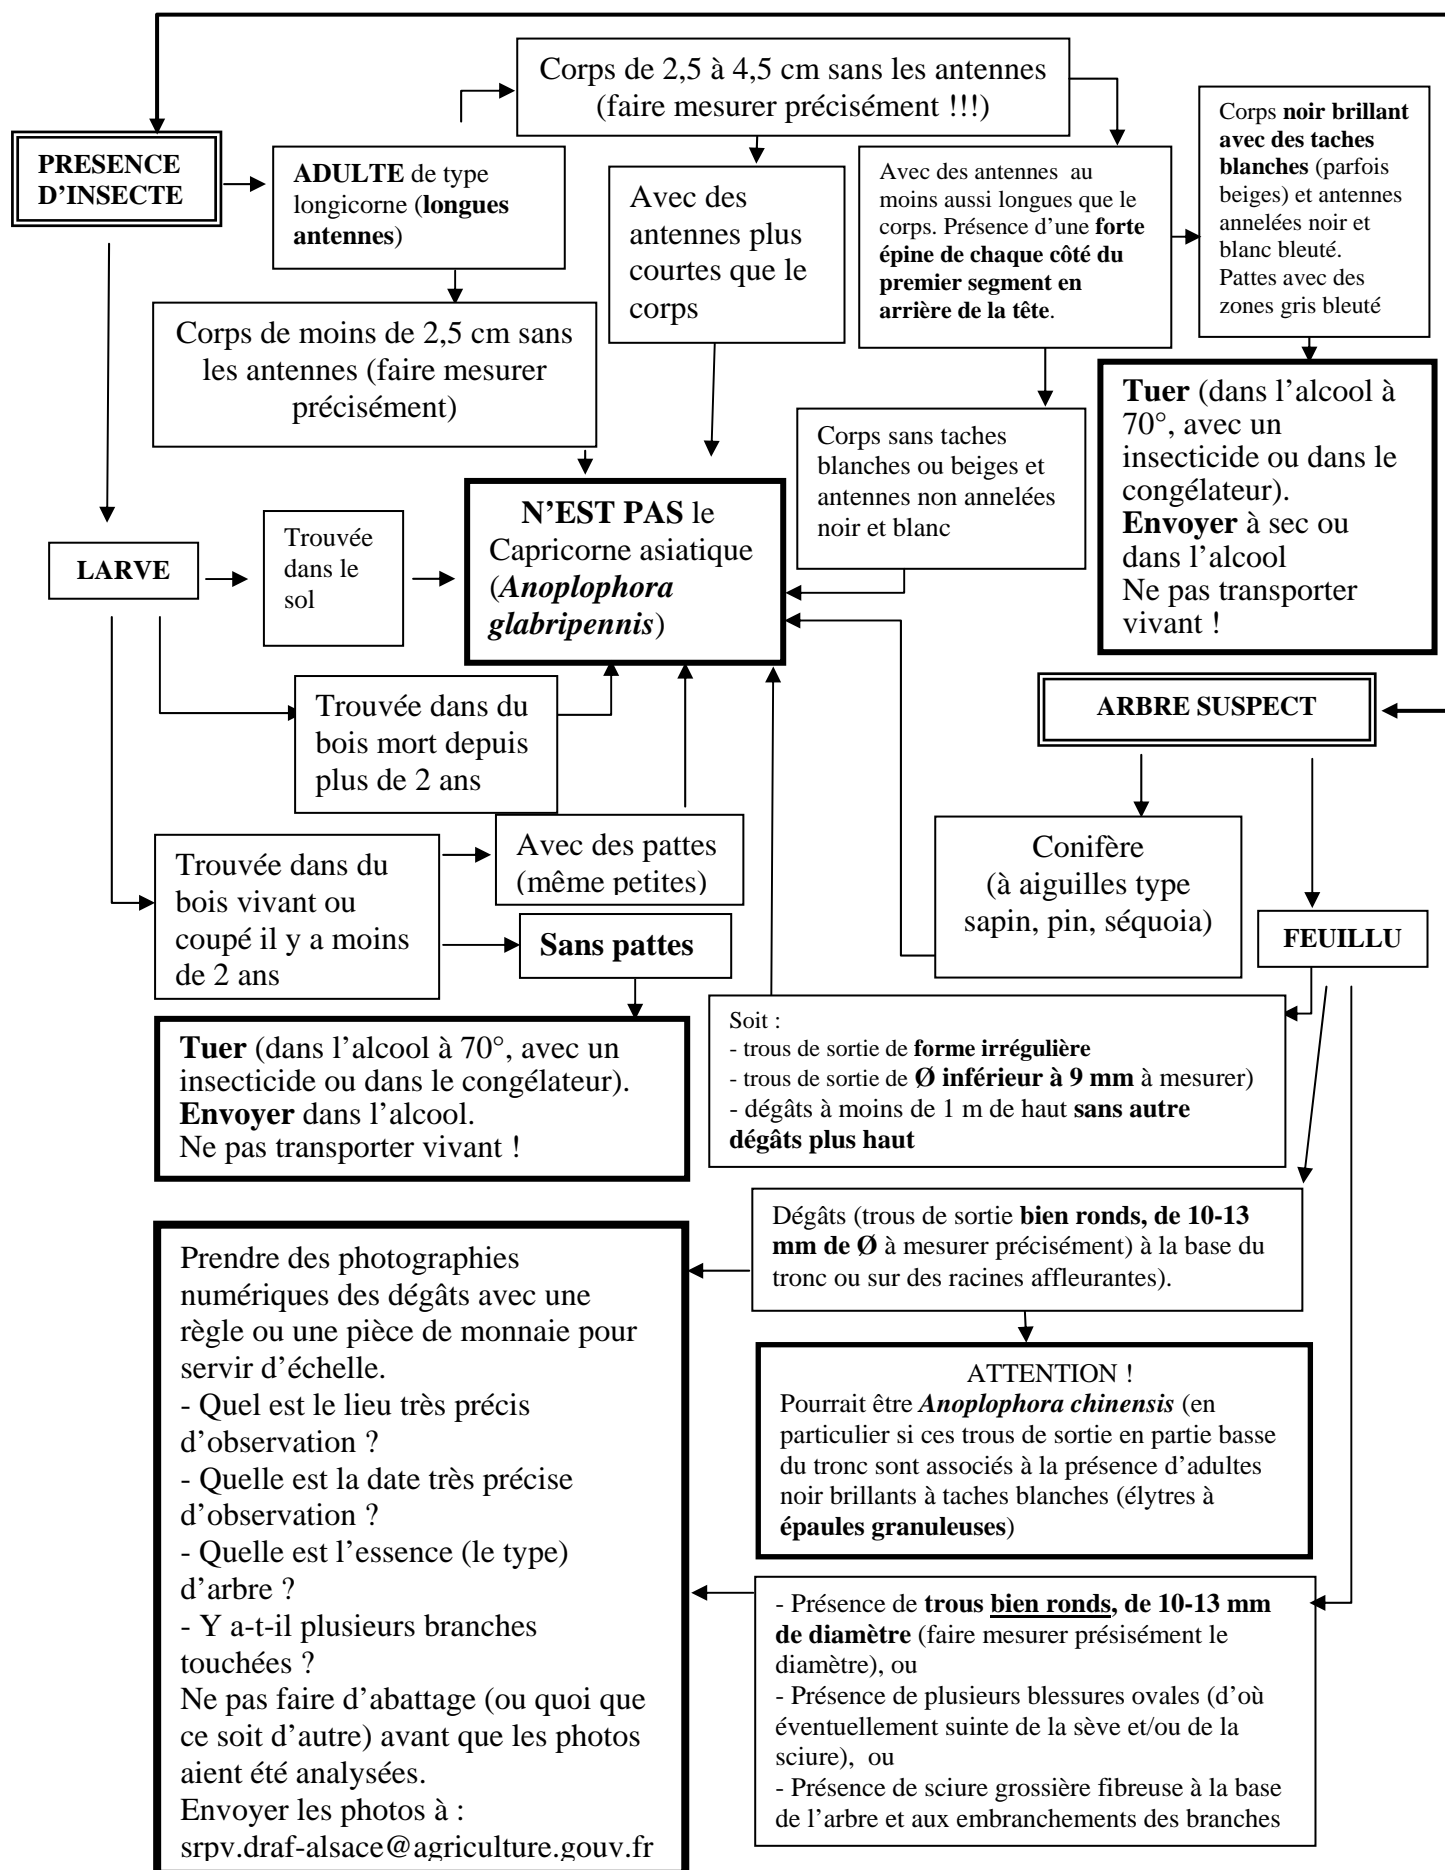 Corps de 2,5 à 4,5 cm sans les antennes
(faire mesurer précisément !!!)
PRESENCE
D’INSECTE
ADULTE de type
longicorne (longues
antennes)
Avec des
antennes plus
courtes que le
corps
Avec des antennes au
moins aussi longues que le
corps. Présence d’une forte
épine de chaque côté du
premier segment en
arrière de la tête.
Corps noir brillant
avec des taches
blanches (parfois
beiges) et antennes
annelées noir et
blanc bleuté.
Pattes avec des
zones gris bleuté
Corps de moins de 2,5 cm sans
les antennes (faire mesurer
précisément)
Tuer (dans l’alcool à
70°, avec un
insecticide ou dans le
congélateur).
Envoyer à sec ou
dans l’alcool
Ne pas transporter
vivant !
Corps sans taches
blanches ou beiges et
antennes non annelées
noir et blanc
N’EST PAS le
Capricorne asiatique
(Anoplophora
glabripennis)
LARVE
Trouvée
dans le
sol
Trouvée dans du
bois mort depuis
plus de 2 ans
ARBRE SUSPECT
Avec des pattes
(même petites)
Trouvée dans du
bois vivant ou
coupé il y a moins
de 2 ans
Sans pattes
Conifère
(à aiguilles type
sapin, pin, séquoia)
FEUILLU
Tuer (dans l’alcool à 70°, avec un
insecticide ou dans le congélateur).
Envoyer dans l’alcool.
Ne pas transporter vivant !
Soit :
- trous de sortie de forme irrégulière
- trous de sortie de Ø inférieur à 9 mm à mesurer)
- dégâts à moins de 1 m de haut sans autre
dégâts plus haut
Dégâts (trous de sortie bien ronds, de 10-13
mm de Ø à mesurer précisément) à la base du
tronc ou sur des racines affleurantes).
ATTENTION !
Pourrait être Anoplophora chinensis (en
particulier si ces trous de sortie en partie basse
du tronc sont associés à la présence d’adultes
noir brillants à taches blanches (élytres à
épaules granuleuses)
Prendre des photographies
numériques des dégâts avec une
règle ou une pièce de monnaie pour
servir d’échelle.
- Quel est le lieu très précis
d’observation ?
- Quelle est la date très précise
d’observation ?
- Quelle est l’essence (le type)
d’arbre ?
- Y a-t-il plusieurs branches
touchées ?
Ne pas faire d’abattage (ou quoi que
ce soit d’autre) avant que les photos
aient été analysées.
Envoyer les photos à :
srpv.draf-alsace@agriculture.gouv.fr
- Présence de trous bien ronds, de 10-13 mm
de diamètre (faire mesurer présisément le
diamètre), ou
- Présence de plusieurs blessures ovales (d’où
éventuellement suinte de la sève et/ou de la
sciure), ou
- Présence de sciure grossière fibreuse à la base
de l’arbre et aux embranchements des branches